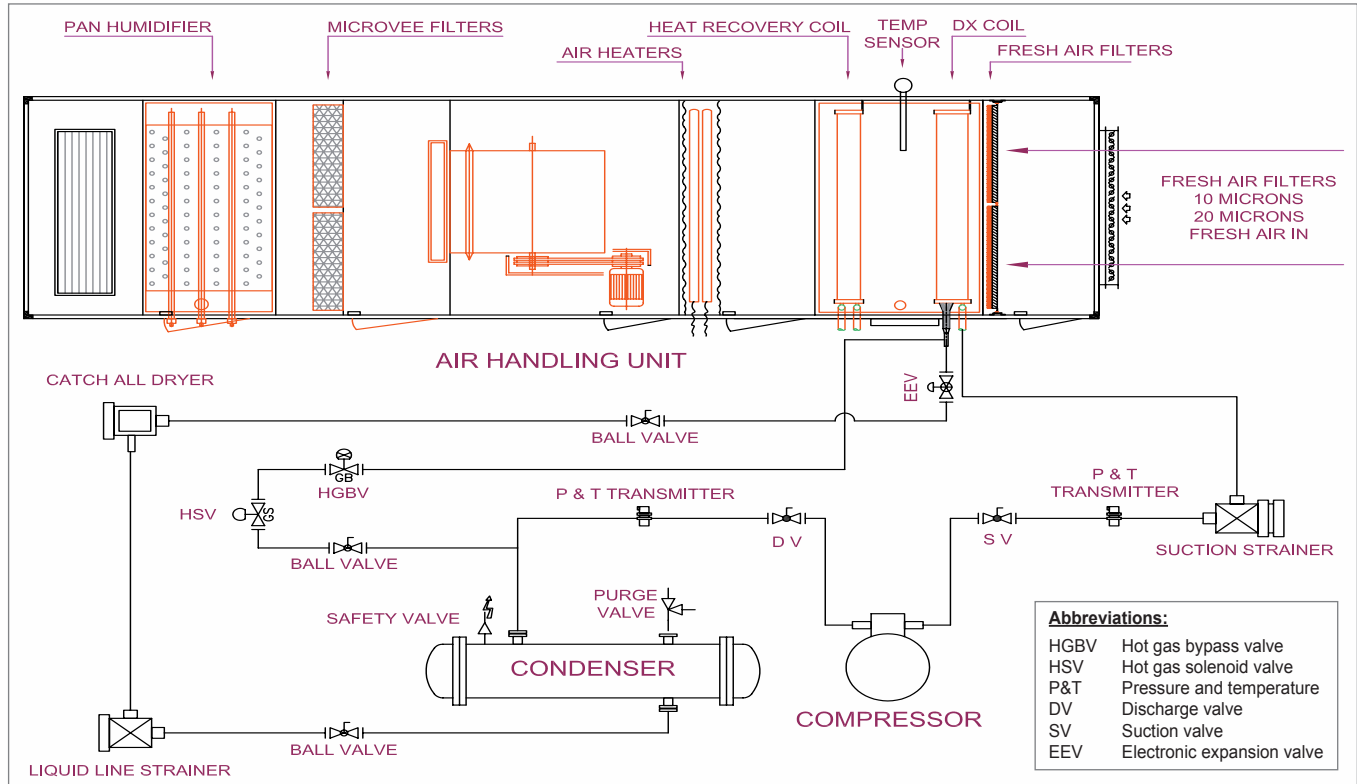 PAN HUMIDIFIER
MICROVEE FILTERS
HEAT RECOVERY COIL
TEMP
SENSOR
DX COIL
AIR HEATERS
FRESH AIR FILTERS
FRESH AIR FILTERS
10 MICRONS
20 MICRONS
FRESH AIR IN
AIR HANDLING UNIT
CATCH ALL DRYER
EEV
BALL VALVE
GB
HGBV
P & T TRANSMITTER
P & T
TRANSMITTER
HSV
GS
BALL VALVE
D V
S V
SUCTION STRAINER
SAFETY VALVE
PURGE
VALVE
CONDENSER
COMPRESSOR
BALL VALVE
LIQUID LINE STRAINER
Abbreviations:
HGBV Hot gas bypass valve
HSV Hot gas solenoid valve
P&T Pressure and temperature
DV Discharge valve
SV Suction valve
EEV Electronic expansion valve